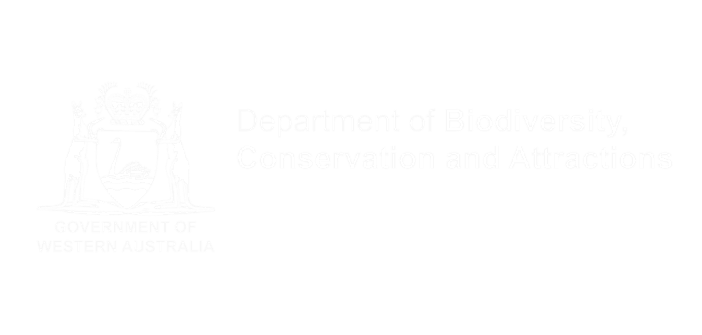 Department of Biodiversity,
Conservation and Attractions
GOVERNMENT OF
WESTERN AUSTRALIA